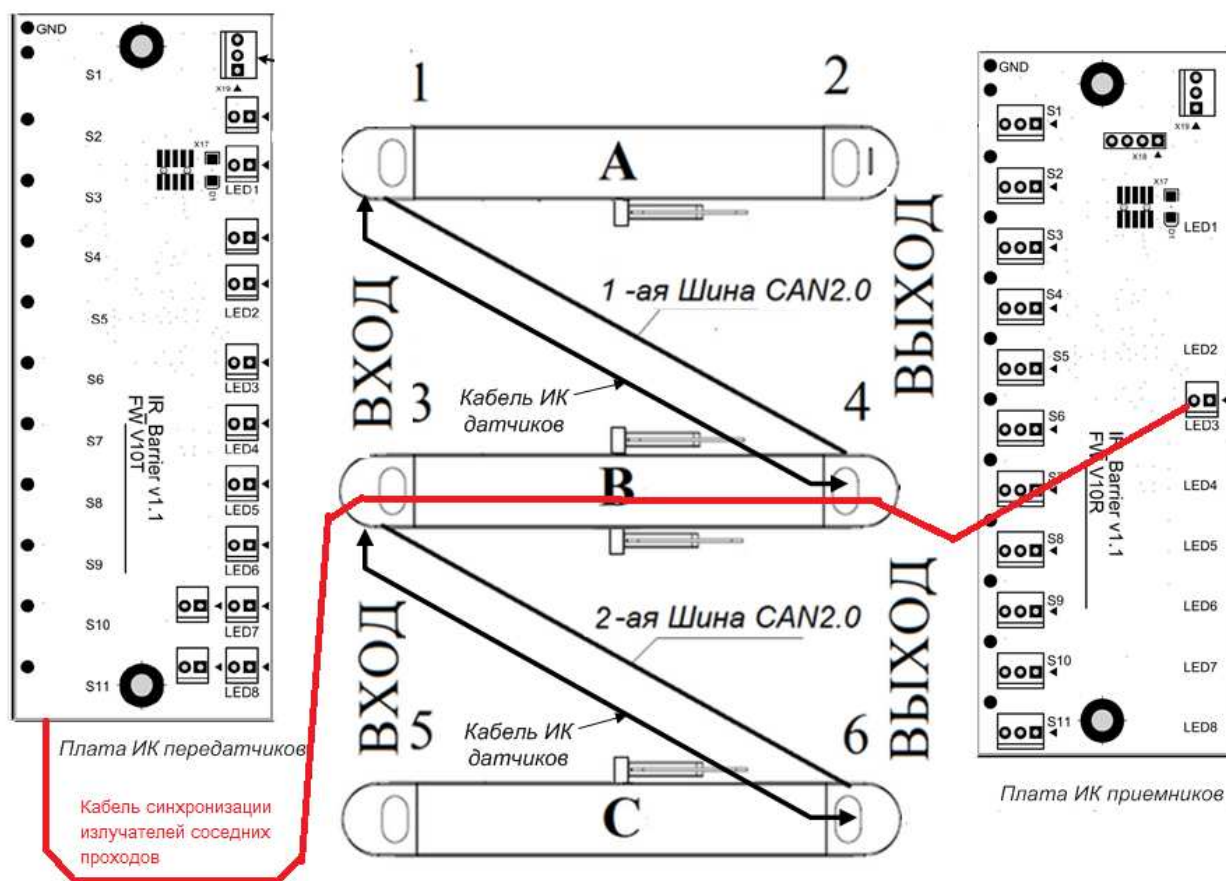 GND
S1
X19
S2
X17
D1
LED1
S3
S4
LED2
S5
S6
LED3
IR_Barrier v1.1
FW V10T
S7
LED4
S8
LED5
S9
LED6
S10
LED7
S11
LED8
Плата ИК передатчиков
Кабель синхронизации
излучателей соседних
проходов
1
2
A
ВХОД
ВЫХОД
1 -ая Шина CAN2.0
3
4
Кабель ИК
датчиков
B
ВХОД
ВЫХОД
2-ая Шина CAN2.0
5
6
Кабель ИК
датчиков
C
GND
S1
X19
X18
S2
X17
D1
LED1
S3
S4
LED2
S5
S6
LED3
IR_Barrier v1.1
FW V10R
S7
LED4
S8
LED5
S9
LED6
S10
LED7
S11
LED8
Плата ИК приемников